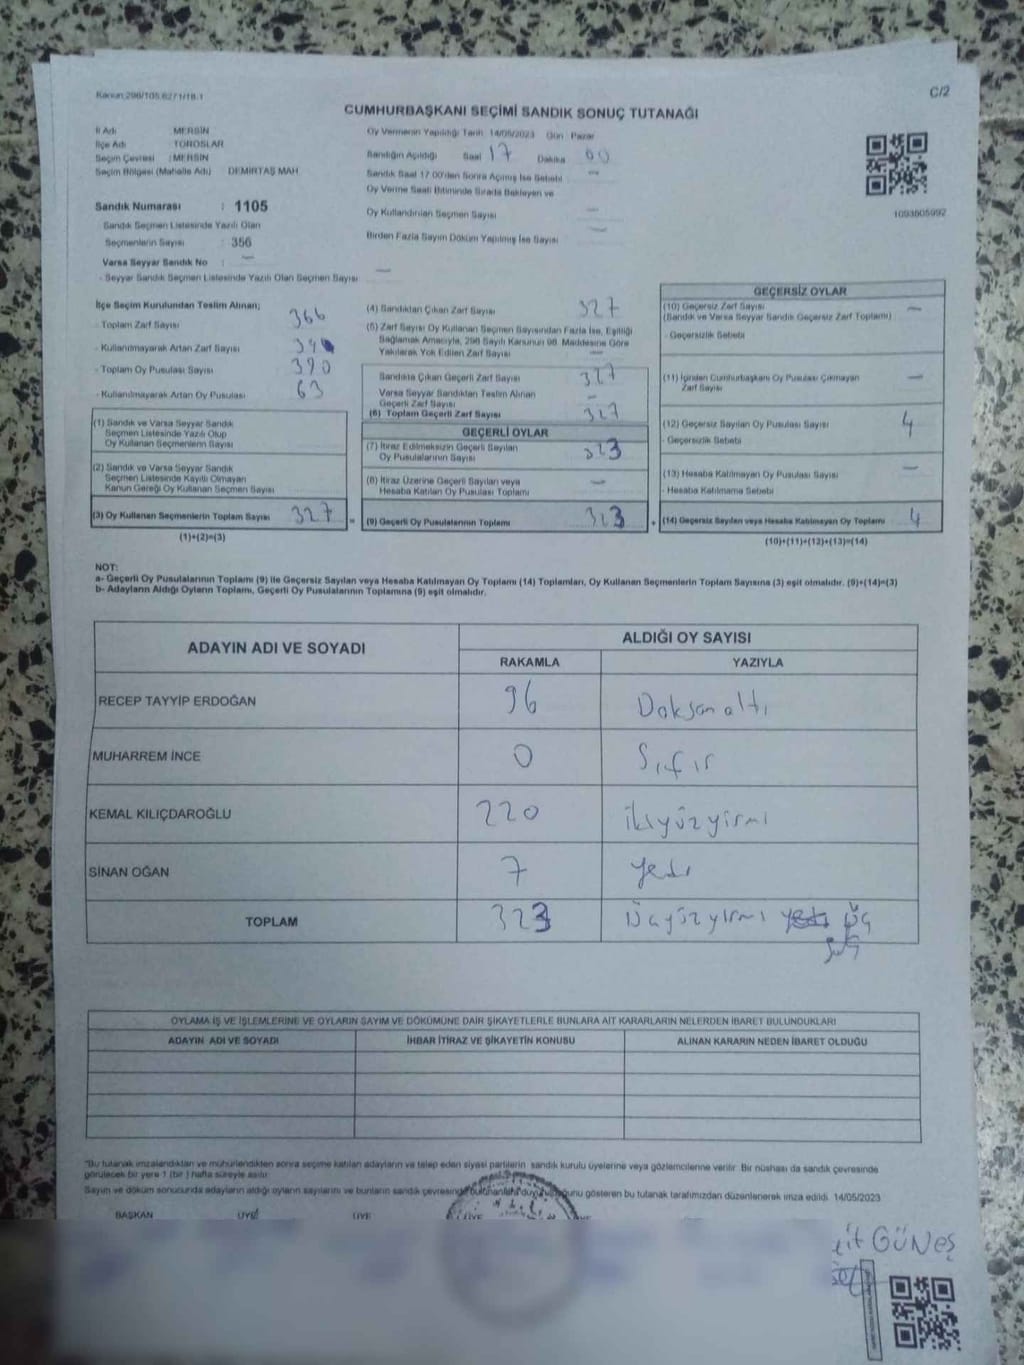 Kanun:298/105.627/1/18.1
C/2
CUMHURBAŞKANI SEÇİMİ SANDIK SONUÇ TUTANAĞI
İl Adı : MERSİN
İlçe Adı : TOROSLAR
Seçim Çevresi : MERSİN
Seçim Bölgesi (Mahalle Adı) DEMİRTAŞ MAH
Oy Vermenin Yapıldığı Tarih 14/05/2023 Gün Pazar
Sandığın Açıldığı Saat 17 Dakika 00
Sandık Saat 17.00'den Sonra Açılmış İse Sebebi —
Oy Verme Saati Bitiminde Sırada Bekleyen ve
Oy Kullandırılan Seçmen Sayısı —
Birden Fazla Sayım Döküm Yapılmış İse Sayısı —
1093605992
Sandık Numarası : 1105
Sandık Seçmen Listesinde Yazılı Olan
Seçmenlerin Sayısı : 356
Varsa Seyyar Sandık No : —
- Seyyar Sandık Seçmen Listesinde Yazılı Olan Seçmen Sayısı —
İlçe Seçim Kurulundan Teslim Alınan;
- Toplam Zarf Sayısı 366
- Kullanılmayarak Artan Zarf Sayısı
- Toplam Oy Pusulası Sayısı 390
- Kullanılmayarak Artan Oy Pusulası 63
(1) Sandık ve Varsa Seyyar Sandık
Seçmen Listesinde Yazılı Olup
Oy Kullanan Seçmenlerin Sayısı
(2) Sandık ve Varsa Seyyar Sandık
Seçmen Listesinde Kayıtlı Olmayan
Kanun Gereği Oy Kullanan Seçmen Sayısı
(3) Oy Kullanan Seçmenlerin Toplam Sayısı 327
(1)+(2)=(3)
(4) Sandıktan Çıkan Zarf Sayısı 327
(5) Zarf Sayısı Oy Kullanan Seçmen Sayısından Fazla İse, Eşitliği
Sağlamak Amacıyla, 298 Sayılı Kanunun 98. Maddesine Göre
Yakılarak Yok Edilen Zarf Sayısı —
Sandıkta Çıkan Geçerli Zarf Sayısı 327
Varsa Seyyar Sandıktan Teslim Alınan
Geçerli Zarf Sayısı —
(6) Toplam Geçerli Zarf Sayısı 327
GEÇERLİ OYLAR
(7) İtiraz Edilmeksizin Geçerli Sayılan
Oy Pusulalarının Sayısı 323
(8) İtiraz Üzerine Geçerli Sayılan veya
Hesaba Katılan Oy Pusulası Toplamı —
= (9) Geçerli Oy Pusulalarının Toplamı 323
GEÇERSİZ OYLAR
(10) Geçersiz Zarf Sayısı
(Sandık ve Varsa Seyyar Sandık Geçersiz Zarf Toplamı) —
- Geçersizlik Sebebi
(11) İçinden Cumhurbaşkanı Oy Pusulası Çıkmayan
Zarf Sayısı —
(12) Geçersiz Sayılan Oy Pusulası Sayısı 4
- Geçersizlik Sebebi
(13) Hesaba Katılmayan Oy Pusulası Sayısı —
- Hesaba Katılmama Sebebi
+ (14) Geçersiz Sayılan veya Hesaba Katılmayan Oy Toplamı 4
(10)+(11)+(12)+(13)=(14)
NOT:
a- Geçerli Oy Pusulalarının Toplamı (9) ile Geçersiz Sayılan veya Hesaba Katılmayan Oy Toplamı (14) Toplamları, Oy Kullanan Seçmenlerin Toplam Sayısına (3) eşit olmalıdır. (9)+(14)=(3)
b- Adayların Aldığı Oyların Toplamı, Geçerli Oy Pusulalarının Toplamına (9) eşit olmalıdır.
ADAYIN ADI VE SOYADI
ALDIĞI OY SAYISI
RAKAMLA YAZIYLA
RECEP TAYYİP ERDOĞAN 96 Doksan altı
MUHARREM İNCE 0 Sıfır
KEMAL KILIÇDAROĞLU 220 ikiyüzyirmi
SİNAN OĞAN 7 yedi
TOPLAM 323 Üçyüzyirmi yedi üç
OYLAMA İŞ VE İŞLEMLERİNE VE OYLARIN SAYIM VE DÖKÜMÜNE DAİR ŞİKAYETLERLE BUNLARA AİT KARARLARIN NELERDEN İBARET BULUNDUKLARI
ADAYIN ADI VE SOYADI İHBAR İTİRAZ VE ŞİKAYETİN KONUSU ALINAN KARARIN NEDEN İBARET OLDUĞU
"Bu tutanak imzalandıktan ve mühürlendikten sonra seçime katılan adayların ve talep eden siyasi partilerin sandık kurulu üyelerine veya gözlemcilerine verilir. Bir nüshası da sandık çevresinde
görülecek bir yere 1 (bir ) hafta süreyle asılır.
Sayım ve döküm sonucunda adayların aldığı oyların sayılarını ve bunların sandık çevresinde duyurulduğunu gösteren bu tutanak tarafımızdan düzenlenerek imza edildi. 14/05/2023
BAŞKAN ÜYE ÜYE ÜYE
GÜNEŞ